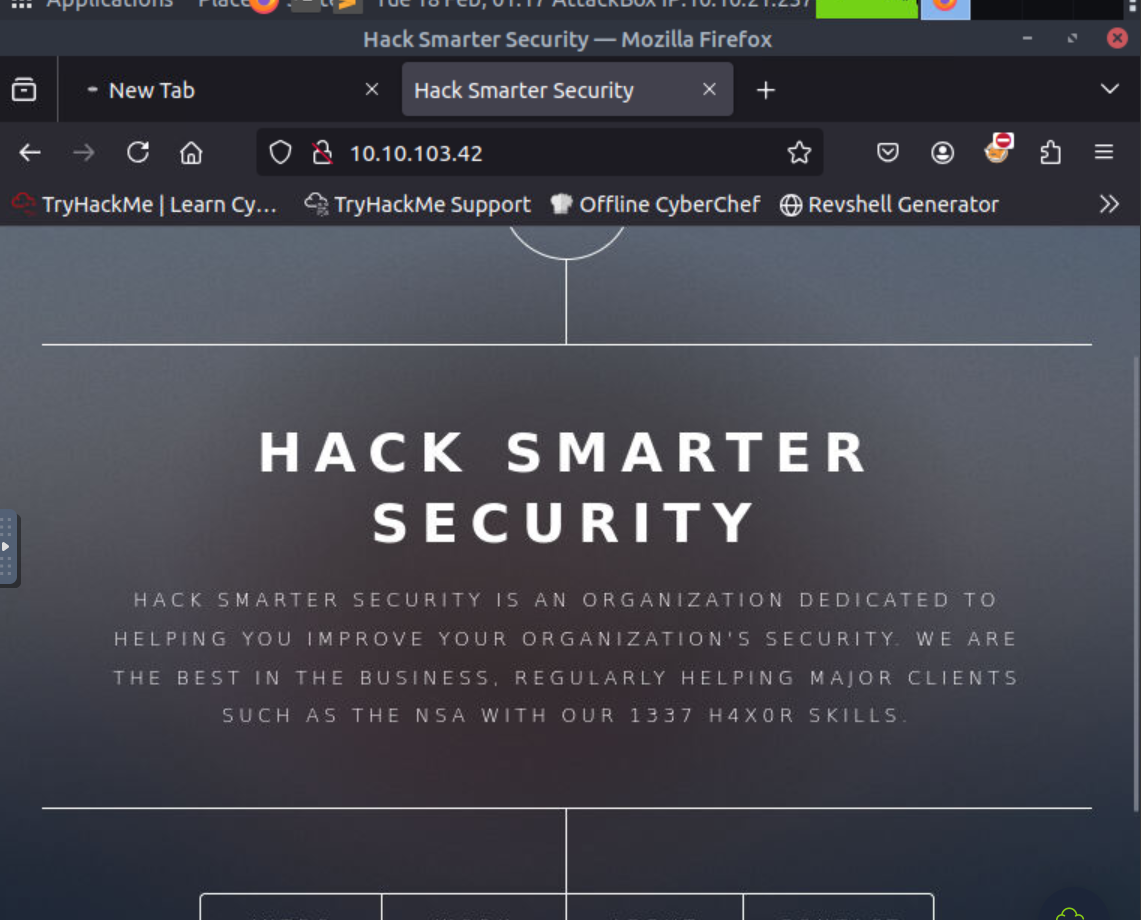 Applications
Tue 18 Feb, 01:17 AttackBox IP:10.10.21.237
Hack Smarter Security — Mozilla Firefox
New Tab
Hack Smarter Security
10.10.103.42
TryHackMe | Learn Cy...
TryHackMe Support
Offline CyberChef
Revshell Generator
HACK SMARTER
SECURITY
HACK SMARTER SECURITY IS AN ORGANIZATION DEDICATED TO
HELPING YOU IMPROVE YOUR ORGANIZATION'S SECURITY. WE ARE
THE BEST IN THE BUSINESS, REGULARLY HELPING MAJOR CLIENTS
SUCH AS THE NSA WITH OUR 1337 H4X0R SKILLS.